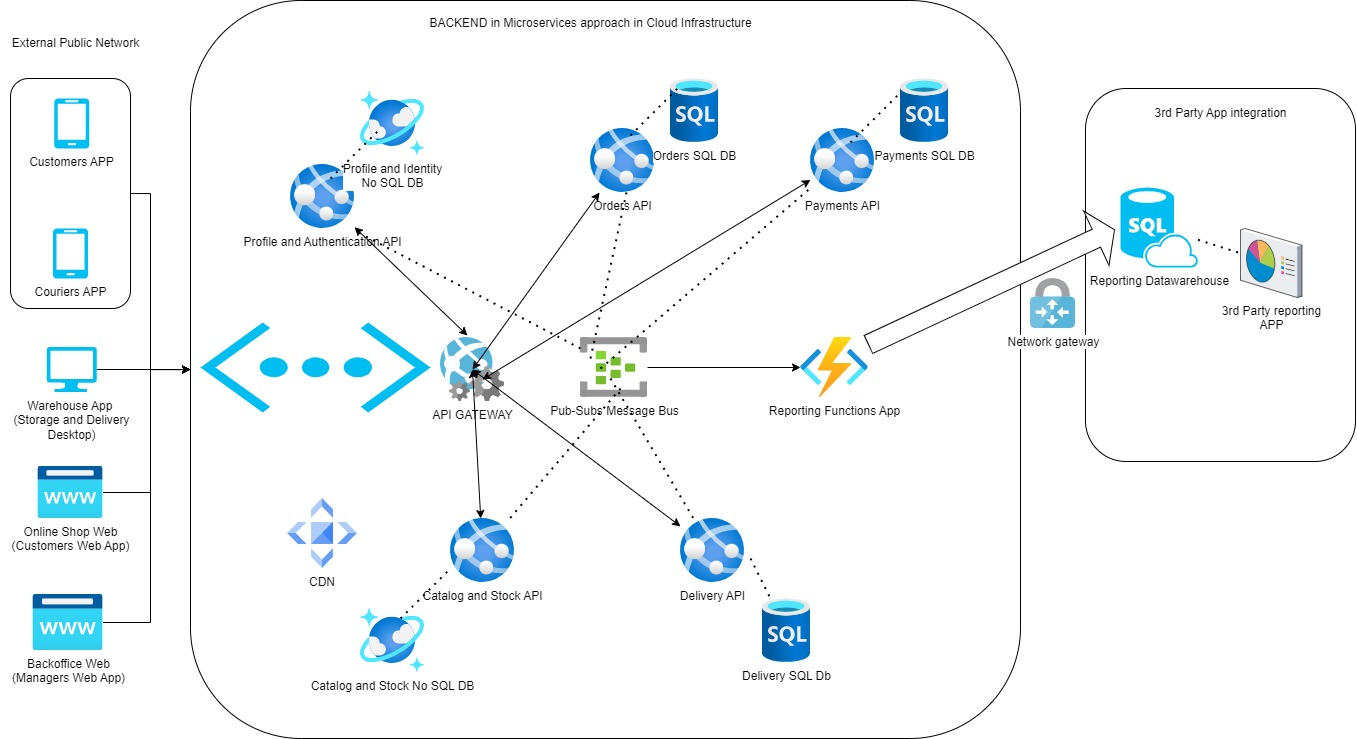 BACKEND in Microservices approach in Cloud Infrastructure
External Public Network
Customers APP
Couriers APP
Warehouse App
(Storage and Delivery
Desktop)
WWW
Online Shop Web
(Customers Web App)
WWW
Backoffice Web
(Managers Web App)
Profile and Identity
No SQL DB
Profile and Authentication API
SQL
Orders SQL DB
Orders API
SQL
Payments SQL DB
Payments API
API GATEWAY
Pub-Subs Message Bus
Reporting Functions App
CDN
Catalog and Stock API
Catalog and Stock No SQL DB
Delivery API
SQL
Delivery SQL Db
Network gateway
3rd Party App integration
SQL
Reporting Datawarehouse
3rd Party reporting
APP